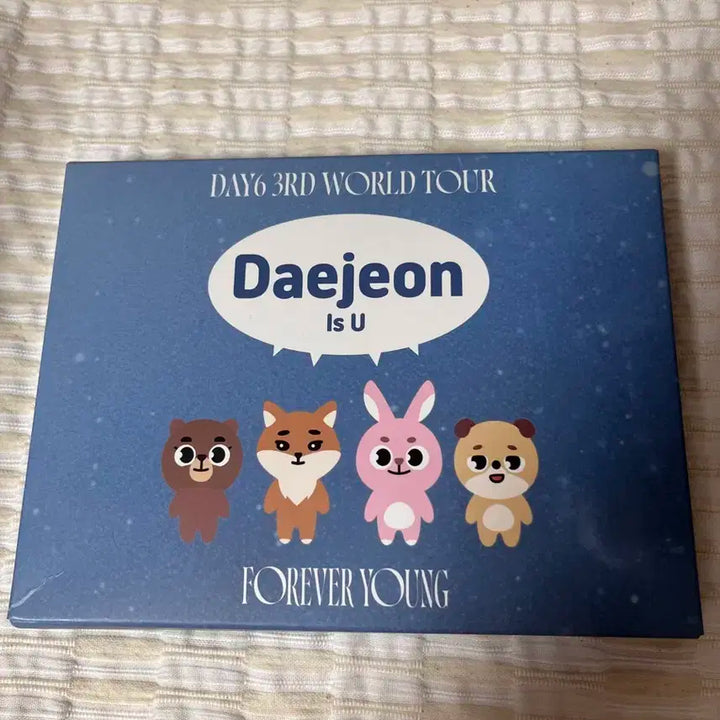 DAY6 3RD WORLD TOUR
Daejeon
Is U
FOREVER YOUNG